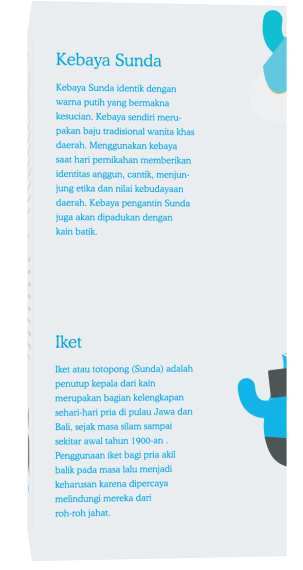 Kebaya Sunda
Kebaya Sunda identik dengan
warna putih yang bermakna
kesucian. Kebaya sendiri meru-
pakan baju tradisional wanita khas
daerah. Menggunakan kebaya
saat hari pernikahan memberikan
identitas anggun, cantik, menjun-
jung etika dan nilai kebudayaan
daerah. Kebaya pengantin Sunda
juga akan dipadukan dengan
kain batik.
Iket
Iket atau totopong (Sunda) adalah
penutup kepala dari kain
merupakan bagian kelengkapan
sehari-hari pria di pulau Jawa dan
Bali, sejak masa silam sampai
sekitar awal tahun 1900-an .
Penggunaan iket bagi pria akil
balik pada masa lalu menjadi
keharusan karena dipercaya
melindungi mereka dari
roh-roh jahat.